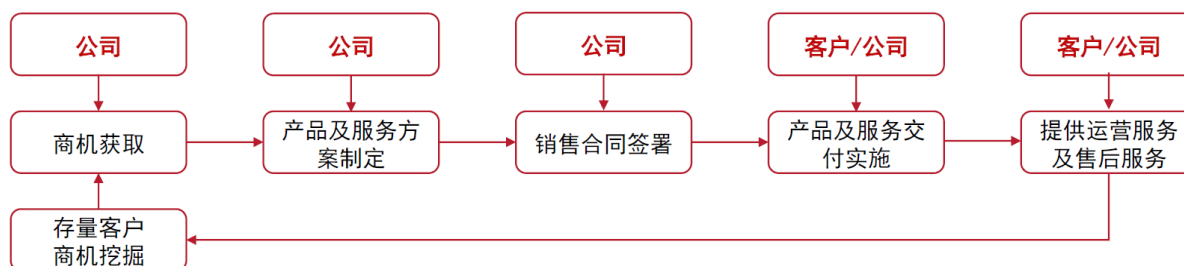 公司
公司
公司
客户/公司
客户/公司
商机获取
产品及服务方
案制定
销售合同签署
产品及服务交
付实施
提供运营服务
及售后服务
存量客户
商机挖掘